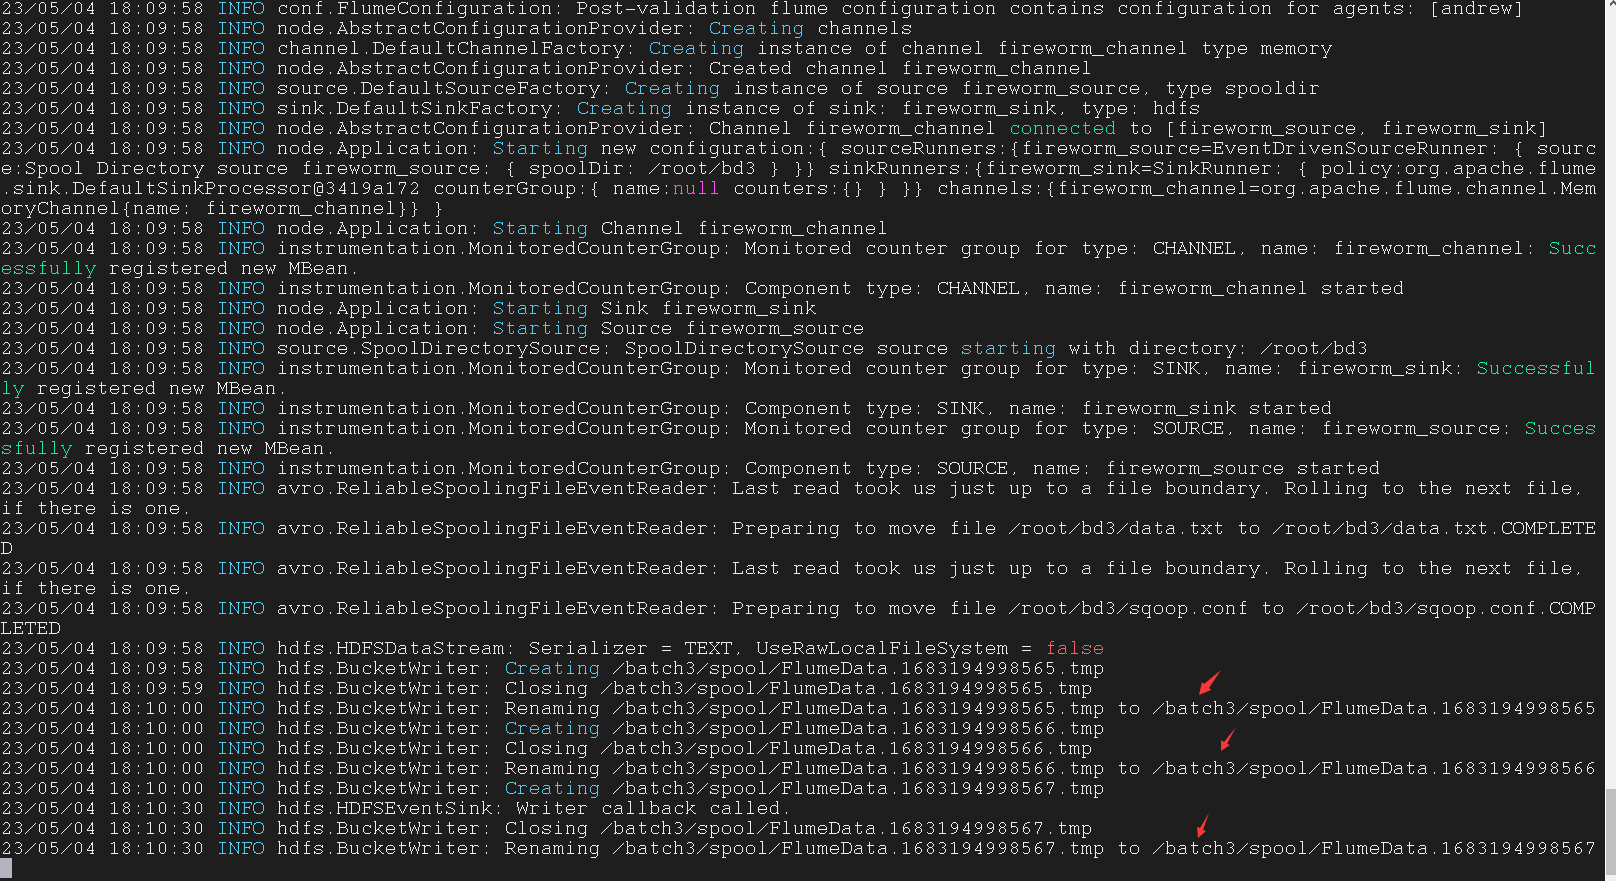 23/05/04 18:09:58 INFO conf.FlumeConfiguration: Post-validation flume configuration contains configuration for agents: [andrew]
23/05/04 18:09:58 INFO node.AbstractConfigurationProvider: Creating channels
23/05/04 18:09:58 INFO channel.DefaultChannelFactory: Creating instance of channel fireworm_channel type memory
23/05/04 18:09:58 INFO node.AbstractConfigurationProvider: Created channel fireworm_channel
23/05/04 18:09:58 INFO source.DefaultSourceFactory: Creating instance of source fireworm_source, type spooldir
23/05/04 18:09:58 INFO sink.DefaultSinkFactory: Creating instance of sink: fireworm_sink, type: hdfs
23/05/04 18:09:58 INFO node.AbstractConfigurationProvider: Channel fireworm_channel connected to [fireworm_source, fireworm_sink]
23/05/04 18:09:58 INFO node.Application: Starting new configuration:{ sourceRunners:{fireworm_source=EventDrivenSourceRunner: { sourc
e:Spool Directory source fireworm_source: { spoolDir: /root/bd3 } }} sinkRunners:{fireworm_sink=SinkRunner: { policy:org.apache.flume
.sink.DefaultSinkProcessor@3419a172 counterGroup:{ name:null counters:{} } }} channels:{fireworm_channel=org.apache.flume.channel.Mem
oryChannel{name: fireworm_channel}} }
23/05/04 18:09:58 INFO node.Application: Starting Channel fireworm_channel
23/05/04 18:09:58 INFO instrumentation.MonitoredCounterGroup: Monitored counter group for type: CHANNEL, name: fireworm_channel: Succ
essfully registered new MBean.
23/05/04 18:09:58 INFO instrumentation.MonitoredCounterGroup: Component type: CHANNEL, name: fireworm_channel started
23/05/04 18:09:58 INFO node.Application: Starting Sink fireworm_sink
23/05/04 18:09:58 INFO node.Application: Starting Source fireworm_source
23/05/04 18:09:58 INFO source.SpoolDirectorySource: SpoolDirectorySource source starting with directory: /root/bd3
23/05/04 18:09:58 INFO instrumentation.MonitoredCounterGroup: Monitored counter group for type: SINK, name: fireworm_sink: Successful
ly registered new MBean.
23/05/04 18:09:58 INFO instrumentation.MonitoredCounterGroup: Component type: SINK, name: fireworm_sink started
23/05/04 18:09:58 INFO instrumentation.MonitoredCounterGroup: Monitored counter group for type: SOURCE, name: fireworm_source: Succes
sfully registered new MBean.
23/05/04 18:09:58 INFO instrumentation.MonitoredCounterGroup: Component type: SOURCE, name: fireworm_source started
23/05/04 18:09:58 INFO avro.ReliableSpoolingFileEventReader: Last read took us just up to a file boundary. Rolling to the next file,
if there is one.
23/05/04 18:09:58 INFO avro.ReliableSpoolingFileEventReader: Preparing to move file /root/bd3/data.txt to /root/bd3/data.txt.COMPLETE
D
23/05/04 18:09:58 INFO avro.ReliableSpoolingFileEventReader: Last read took us just up to a file boundary. Rolling to the next file,
if there is one.
23/05/04 18:09:58 INFO avro.ReliableSpoolingFileEventReader: Preparing to move file /root/bd3/sqoop.conf to /root/bd3/sqoop.conf.COMP
LETED
23/05/04 18:09:58 INFO hdfs.HDFSDataStream: Serializer = TEXT, UseRawLocalFileSystem = false
23/05/04 18:09:58 INFO hdfs.BucketWriter: Creating /batch3/spool/FlumeData.1683194998565.tmp
23/05/04 18:09:59 INFO hdfs.BucketWriter: Closing /batch3/spool/FlumeData.1683194998565.tmp
23/05/04 18:10:00 INFO hdfs.BucketWriter: Renaming /batch3/spool/FlumeData.1683194998565.tmp to /batch3/spool/FlumeData.1683194998565
23/05/04 18:10:00 INFO hdfs.BucketWriter: Creating /batch3/spool/FlumeData.1683194998566.tmp
23/05/04 18:10:00 INFO hdfs.BucketWriter: Closing /batch3/spool/FlumeData.1683194998566.tmp
23/05/04 18:10:00 INFO hdfs.BucketWriter: Renaming /batch3/spool/FlumeData.1683194998566.tmp to /batch3/spool/FlumeData.1683194998566
23/05/04 18:10:00 INFO hdfs.BucketWriter: Creating /batch3/spool/FlumeData.1683194998567.tmp
23/05/04 18:10:30 INFO hdfs.HDFSEventSink: Writer callback called.
23/05/04 18:10:30 INFO hdfs.BucketWriter: Closing /batch3/spool/FlumeData.1683194998567.tmp
23/05/04 18:10:30 INFO hdfs.BucketWriter: Renaming /batch3/spool/FlumeData.1683194998567.tmp to /batch3/spool/FlumeData.1683194998567